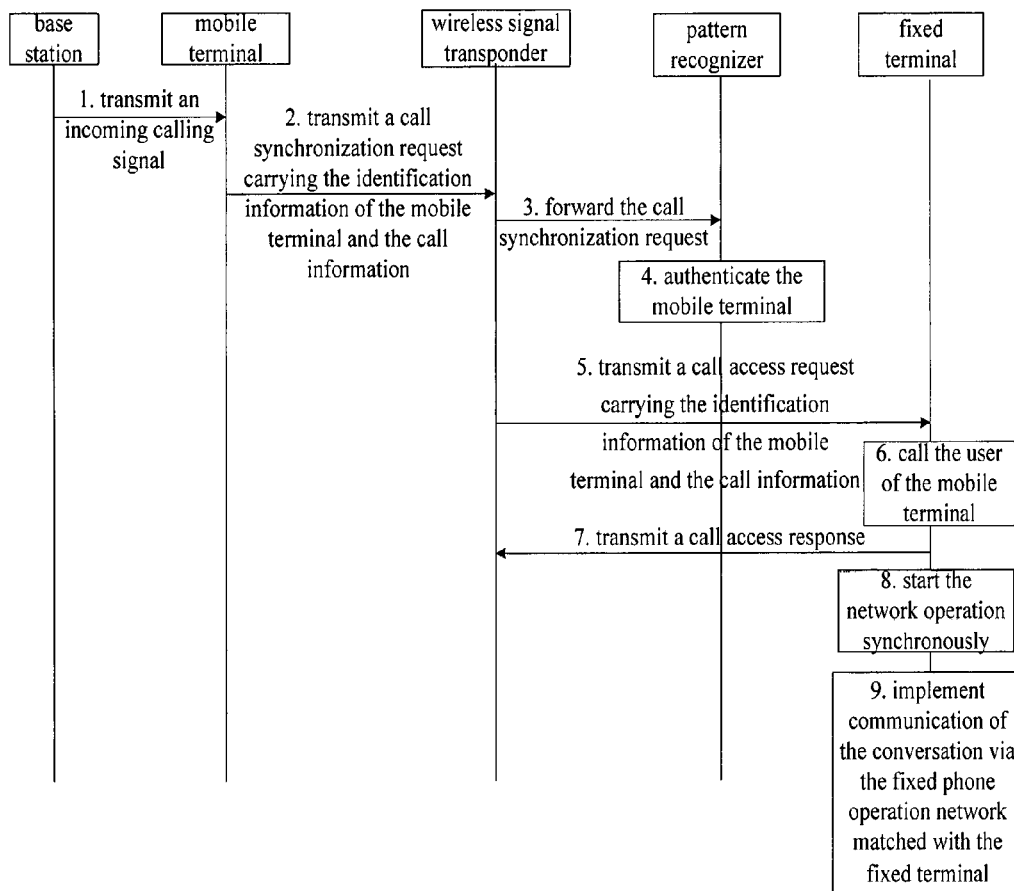 base
station
mobile
terminal
wireless signal
transponder
pattern
recognizer
fixed
terminal
1. transmit an
incoming calling
signal
2. transmit a call
synchronization request
carrying the identification
information of the mobile
terminal and the call
information
3. forward the call
synchronization request
4. authenticate the
mobile terminal
5. transmit a call access request
carrying the identification
information of the mobile
terminal and the call information
6. call the user
of the mobile
terminal
7. transmit a call access response
8. start the
network operation
synchronously
9. implement
communication of
the conversation via
the fixed phone
operation network
matched with the
fixed terminal